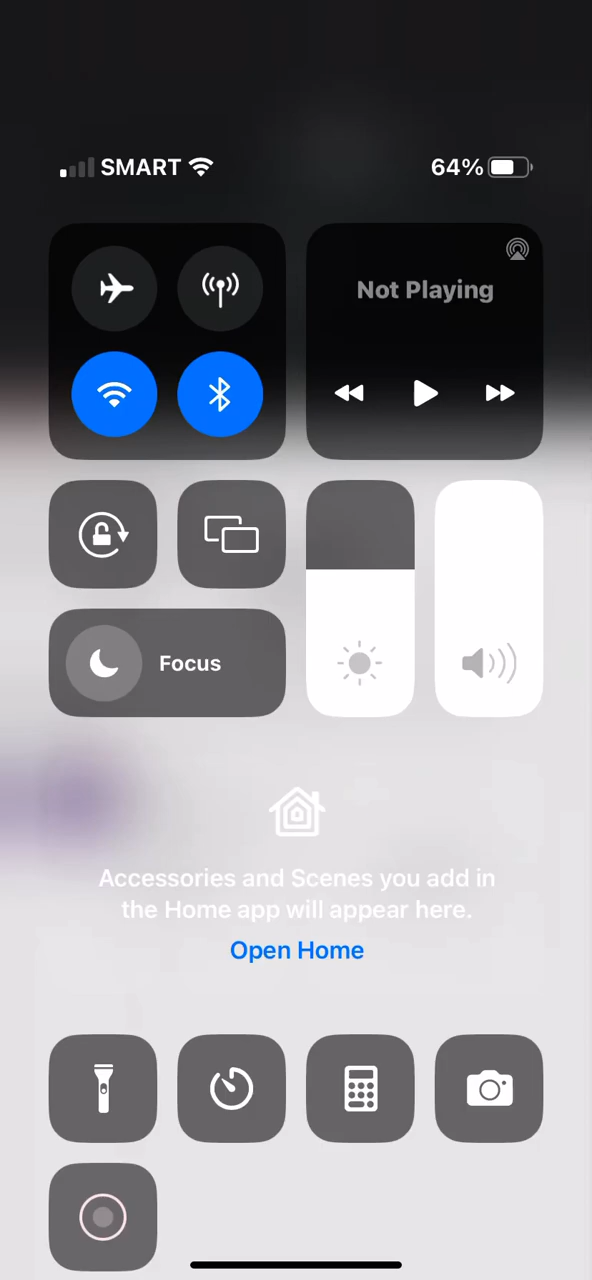 SMART
64%
Not Playing
Focus
Accessories and Scenes you add in
the Home app will appear here.
Open Home